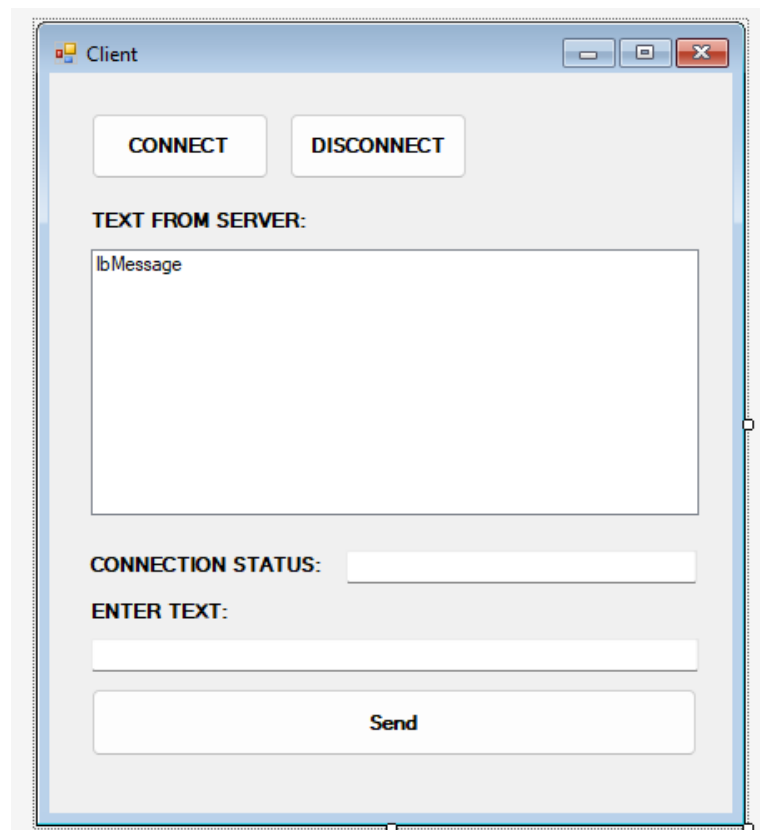 Client
CONNECT DISCONNECT
TEXT FROM SERVER:
lbMessage
CONNECTION STATUS:
ENTER TEXT:
Send